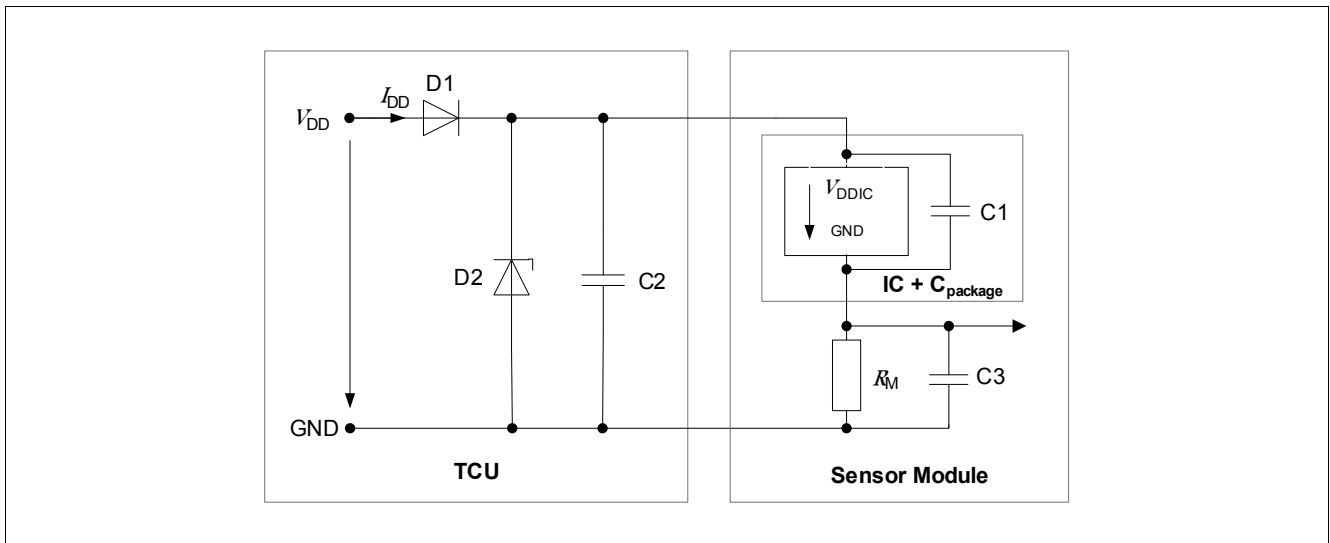 D1
I_DD
V_DD
V_DDIC
C1
GND
D2
C2
IC + C_package
R_M
C3
GND
TCU
Sensor Module